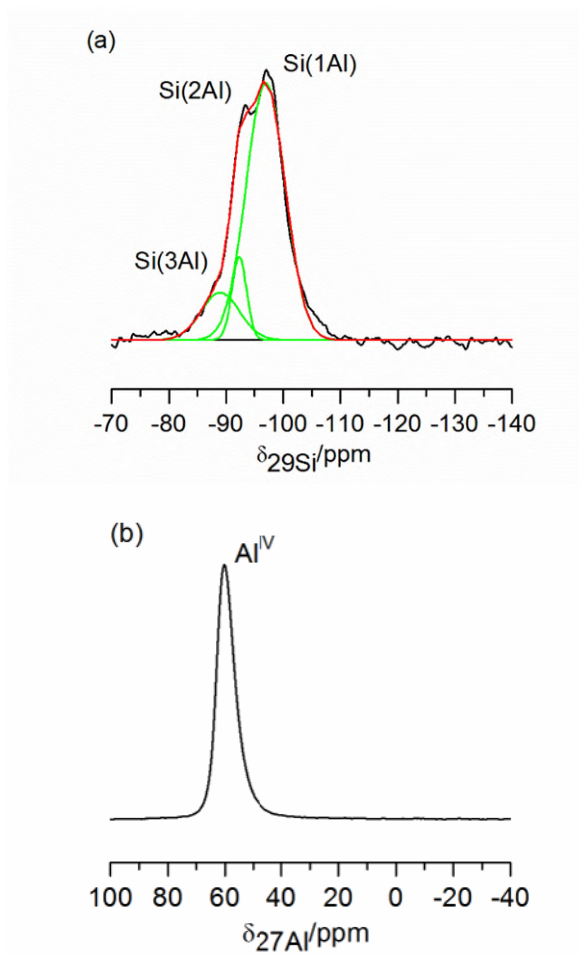 (a)
Si(1Al)
Si(2Al)
Si(3Al)
-70 -80 -90 -100 -110 -120 -130 -140
δ29Si/ppm
(b)
AlIV
100 80 60 40 20 0 -20 -40
δ27Al/ppm